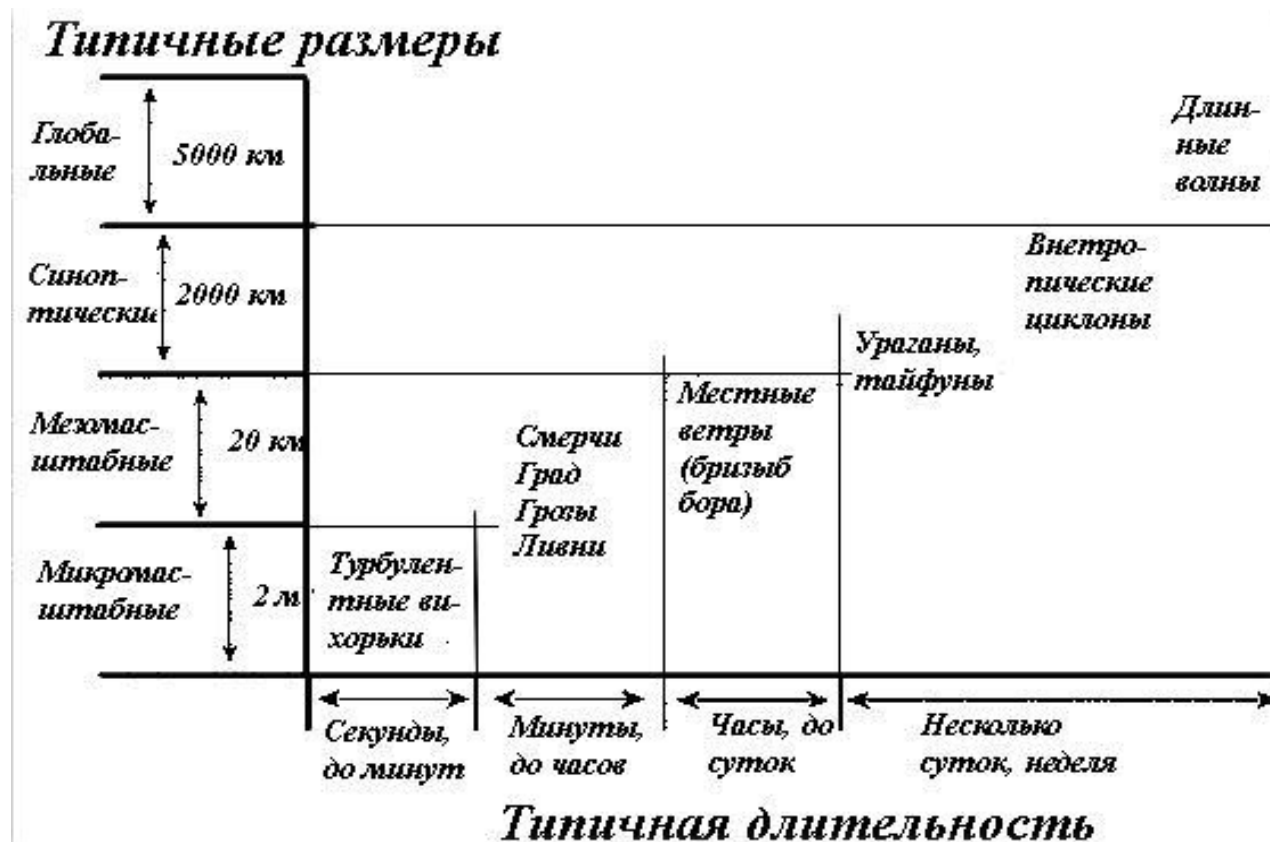 Типичные размеры
Глоба-
льные
5000 км
Длин-
ные
волны
Синоп-
тически
2000 км
Внетро-
пические
циклоны
Ураганы,
тайфуны
Мезомас-
штабные
20 км
Смерчи
Град
Грозы
Ливни
Местные
ветры
(бризыб
бора)
Микромас-
штабные
2 м
Турбулен-
тные ви-
хорьки
Секунды,
до минут
Минуты,
до часов
Часы, до
суток
Несколько
суток, неделя
Типичная длительность